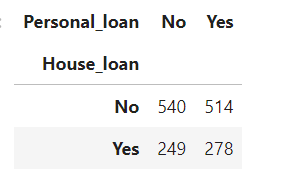 Personal_loan No Yes
House_loan
No 540 514
Yes 249 278